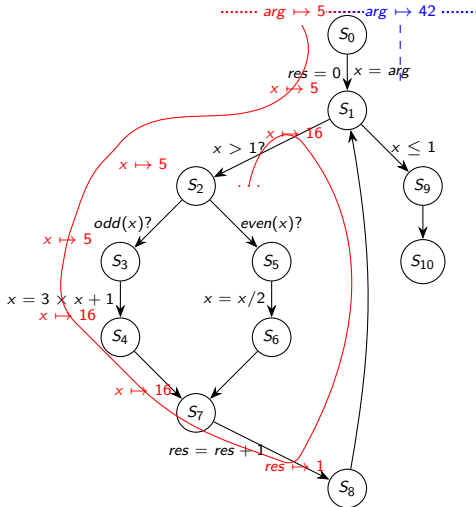 arg ↦ 5
arg ↦ 42
S0
res = 0
x = arg
x ↦ 5
S1
x ↦ 16
x > 1?
x ≤ 1
x ↦ 5
S2
...
S9
odd(x)?
even(x)?
x ↦ 5
S3
S5
S10
x = 3 × x + 1
x = x/2
x ↦ 16
S4
S6
x ↦ 16
S7
res = res + 1
res ↦ 1
S8